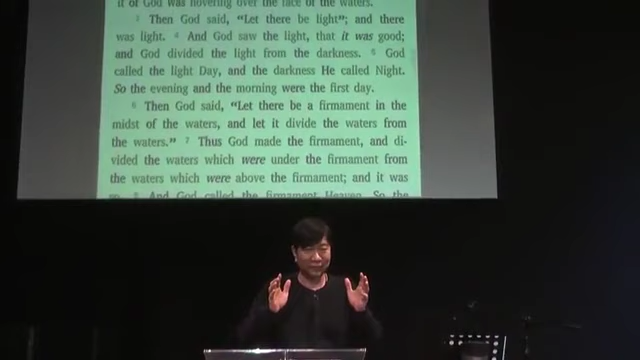 it of God was hovering over the face of the waters.
3 Then God said, "Let there be light"; and there
was light. 4 And God saw the light, that it was good;
and God divided the light from the darkness. 5 God
called the light Day, and the darkness He called Night.
So the evening and the morning were the first day.
6 Then God said, "Let there be a firmament in the
midst of the waters, and let it divide the waters from
the waters." 7 Thus God made the firmament, and di-
vided the waters which were under the firmament from
the waters which were above the firmament; and it was
so. 8 And God called the firmament Heaven. So the